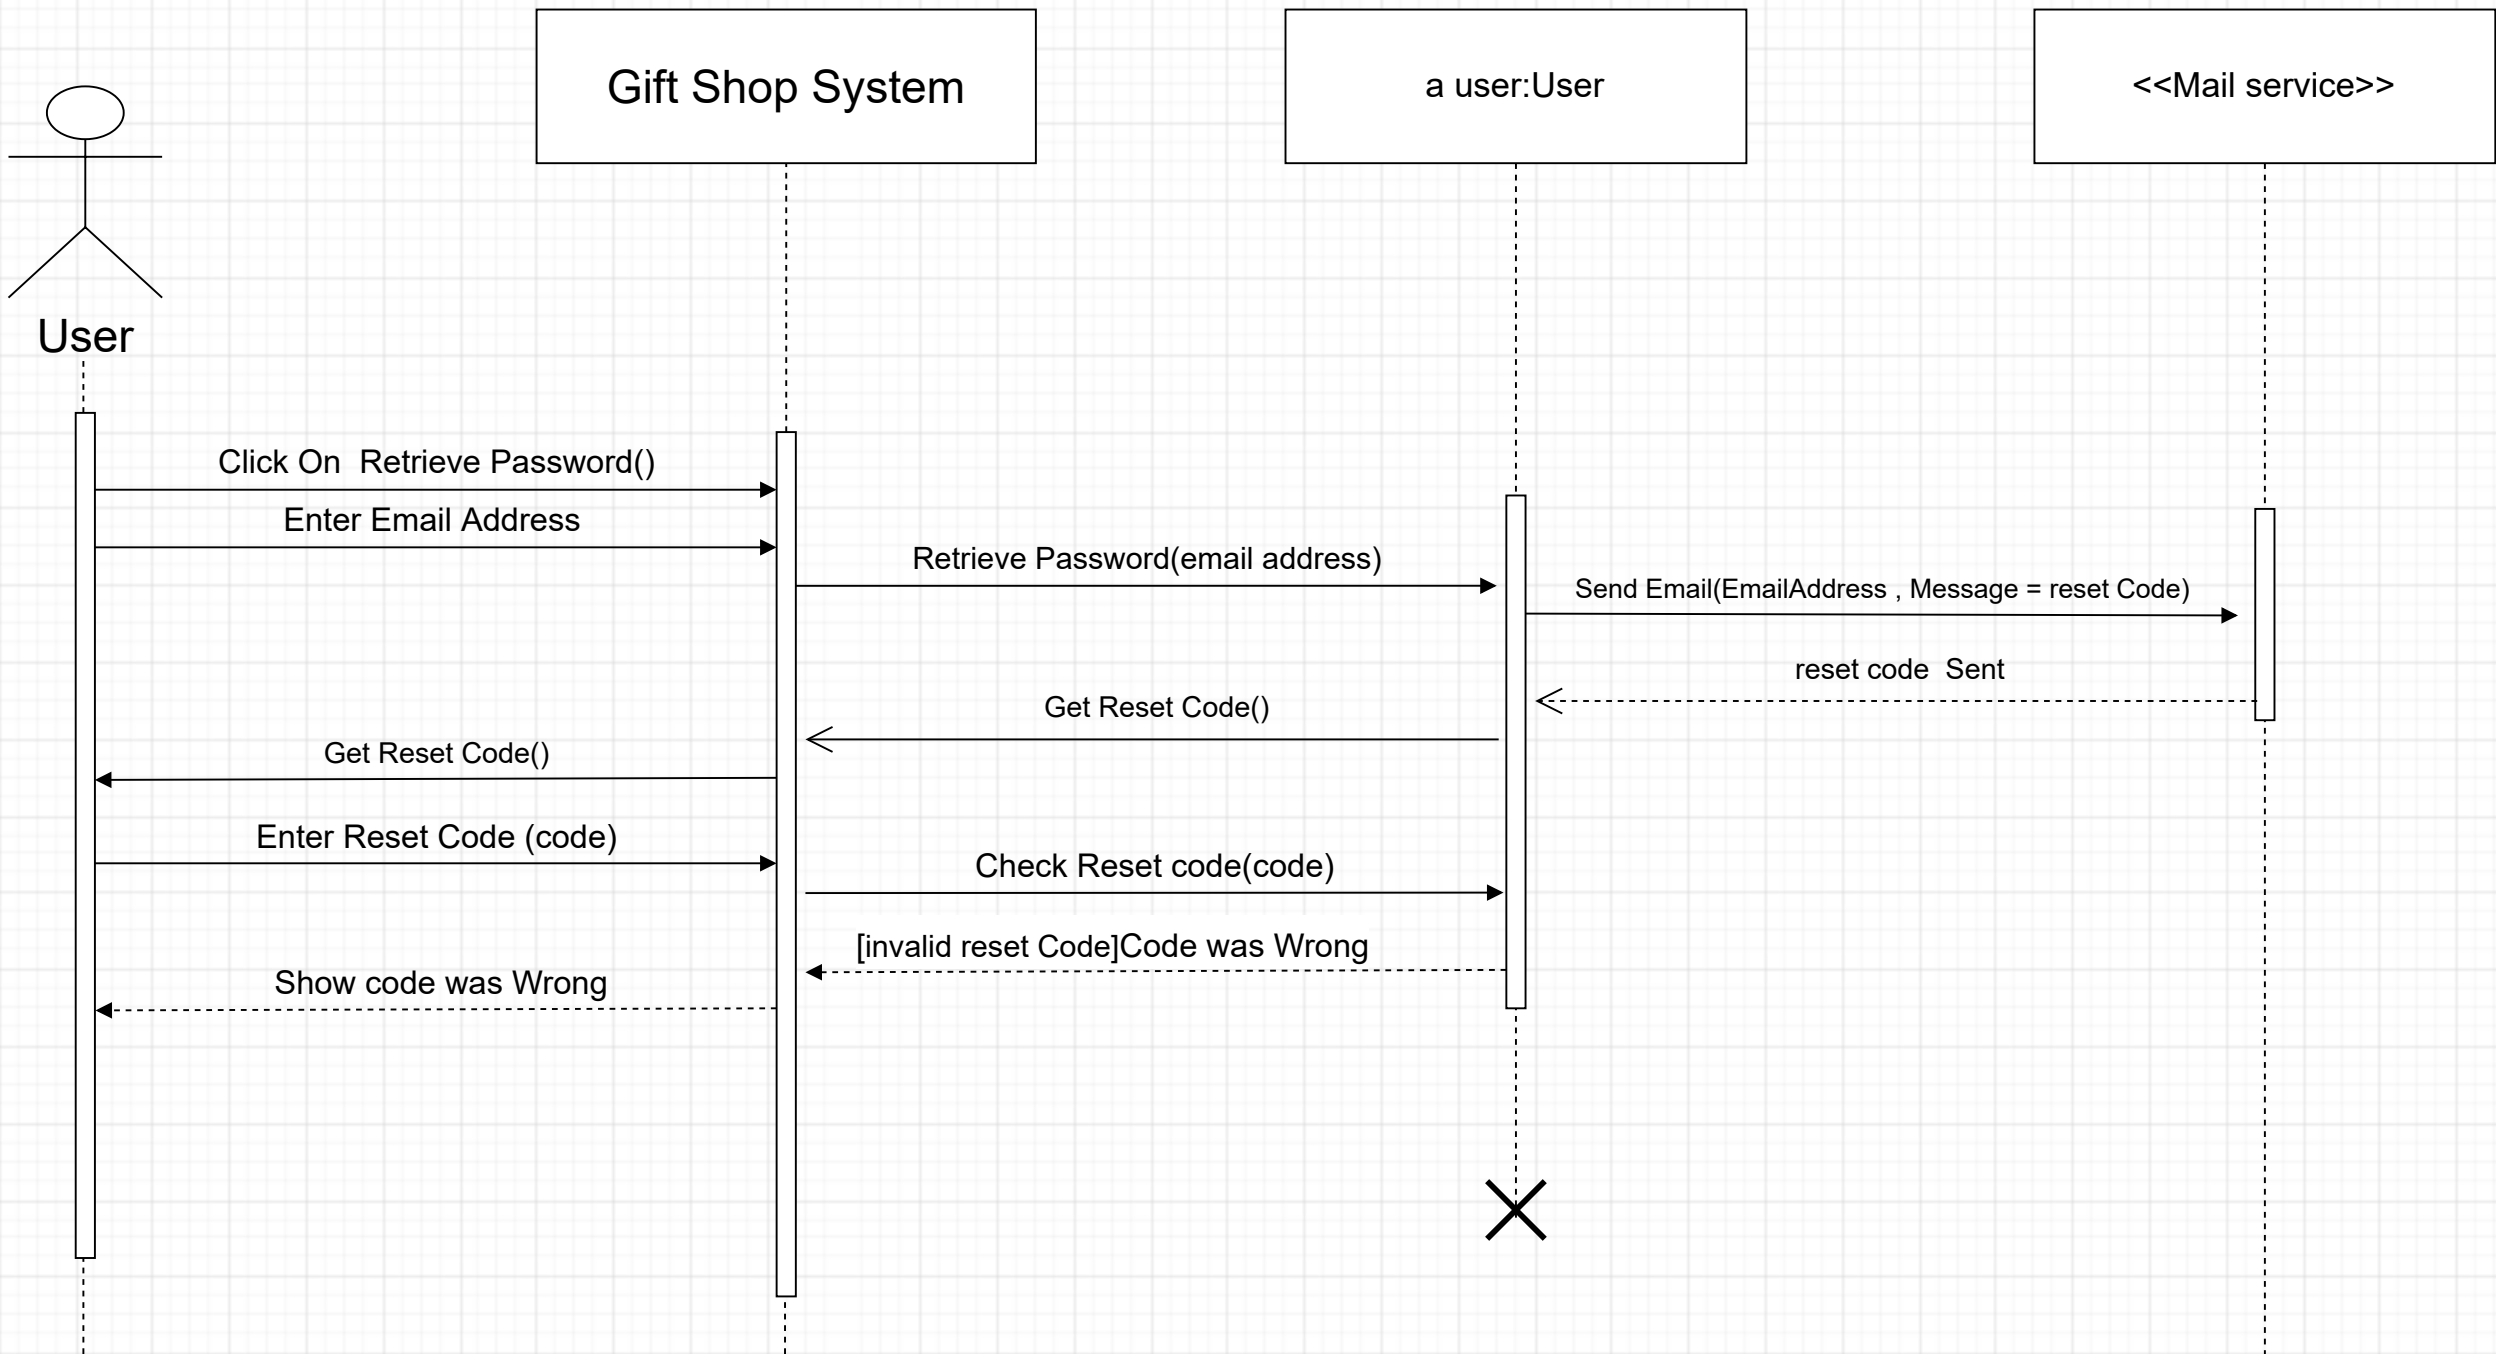 Gift Shop System
a user:User
<<Mail service>>
User
Click On  Retrieve Password()
Enter Email Address
Retrieve Password(email address)
Send Email(EmailAddress , Message = reset Code)
reset code  Sent
Get Reset Code()
Get Reset Code()
Enter Reset Code (code)
Check Reset code(code)
[invalid reset Code]Code was Wrong
Show code was Wrong